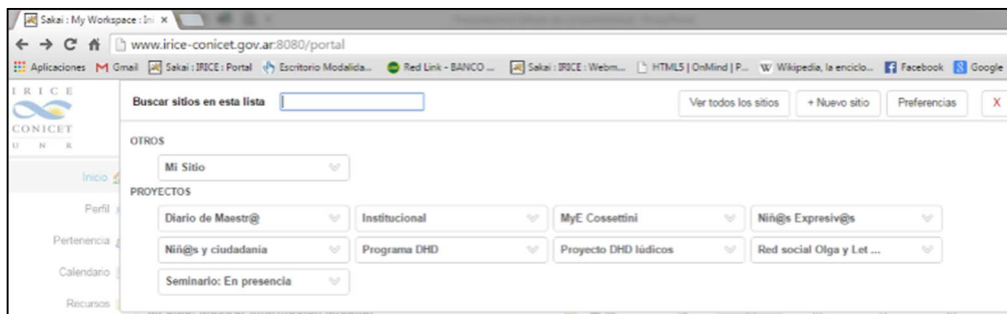 Sakai : My Workspace : Ini
www.irice-conicet.gov.ar:8080/portal
Aplicaciones Gmail Sakai : IRICE : Portal Escritorio Modalida... Red Link - BANCO ... Sakai : IRICE : Webm... HTML5 | OnMind | P... Wikipedia, la enciclo... Facebook Google
IRICE
CONICET
U N R
Buscar sitios en esta lista
Ver todos los sitios + Nuevo sitio Preferencias X
OTROS
Mi Sitio
PROYECTOS
Diario de Maestr@ Institucional MyE Cossettini Niñ@s Expresiv@s
Niñ@s y ciudadanía Programa DHD Proyecto DHD lúdicos Red social Olga y Let ...
Seminario: En presencia
Inicio
Perfil
Pertenencia
Calendario
Recursos